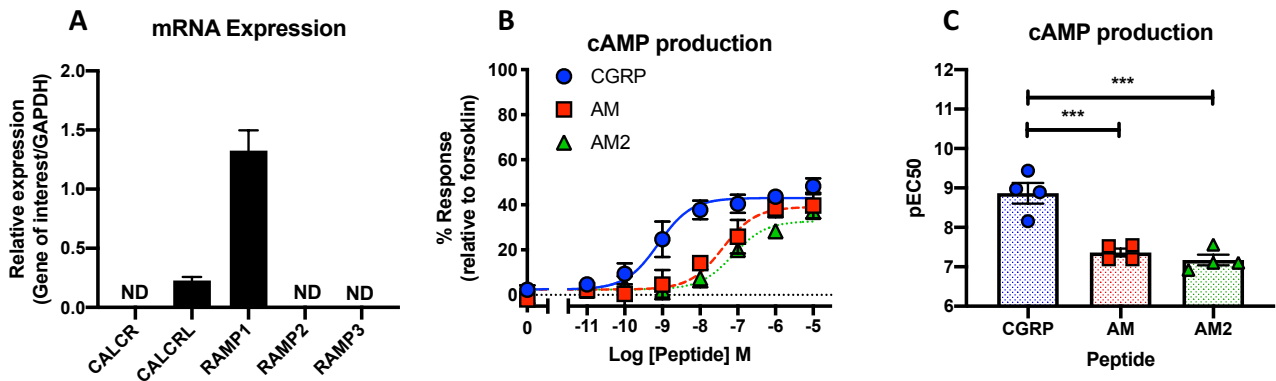 A
mRNA Expression
Relative expression
(Gene of interest/GAPDH)
2.0
1.5
1.0
0.5
0.0
ND
ND
ND
CALCR
CALCRL
RAMP1
RAMP2
RAMP3
B
cAMP production
CGRP
AM
AM2
% Response
(relative to forsoklin)
100
80
60
40
20
0
0
-11
-10
-9
-8
-7
-6
-5
Log [Peptide] M
C
cAMP production
***
***
pEC50
12
11
10
9
8
7
6
CGRP
AM
AM2
Peptide